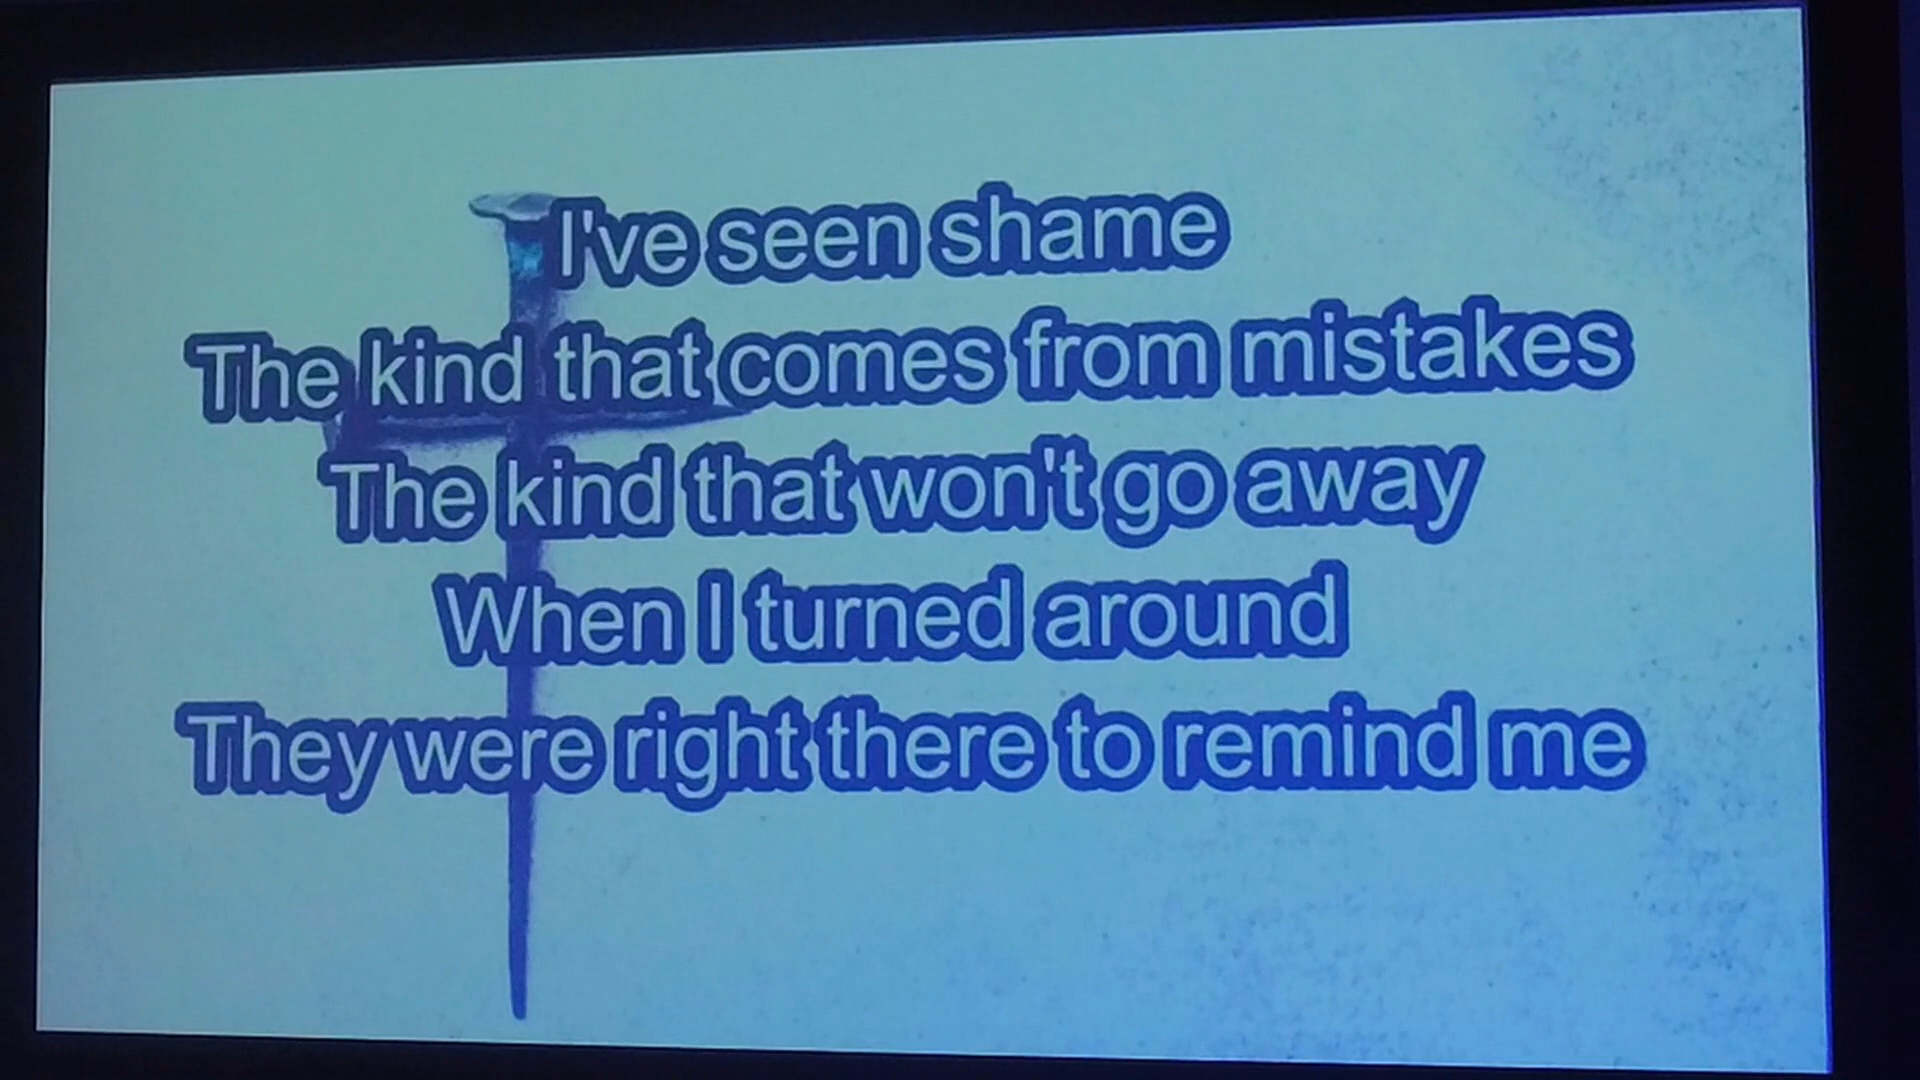 I've seen shame
The kind that comes from mistakes
The kind that won't go away
When I turned around
They were right there to remind me